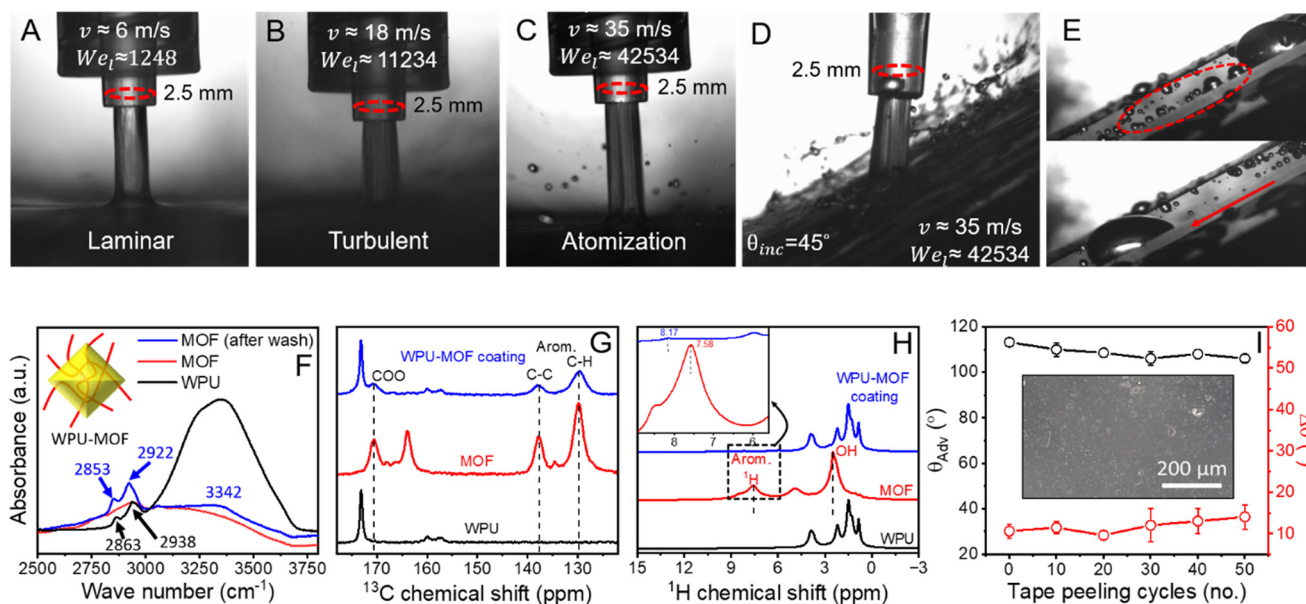 A
v ≈ 6 m/s
We_l≈1248
2.5 mm
Laminar
B
v ≈ 18 m/s
We_l≈ 11234
2.5 mm
Turbulent
C
v ≈ 35 m/s
We_l≈ 42534
2.5 mm
Atomization
D
2.5 mm
θ_inc=45°
v ≈ 35 m/s
We_l≈ 42534
E
F
MOF (after wash)
MOF
WPU
WPU-MOF
2853
2922
3342
2863
2938
Absorbance (a.u.)
2500 2750 3000 3250 3500 3750
Wave number (cm⁻¹)
G
WPU-MOF coating
Arom.
COO
C-C
C-H
MOF
WPU
170 160 150 140 130
¹³C chemical shift (ppm)
H
8.17
7.58
8 7 6
WPU-MOF
coating
Arom.
¹H
OH
MOF
WPU
15 12 9 6 3 0 −3
¹H chemical shift (ppm)
I
120
100
80
60
40
θ_Adv (°)
200 µm
60
50
40
30
20
10
0 10 20 30 40 50
Tape peeling cycles (no.)